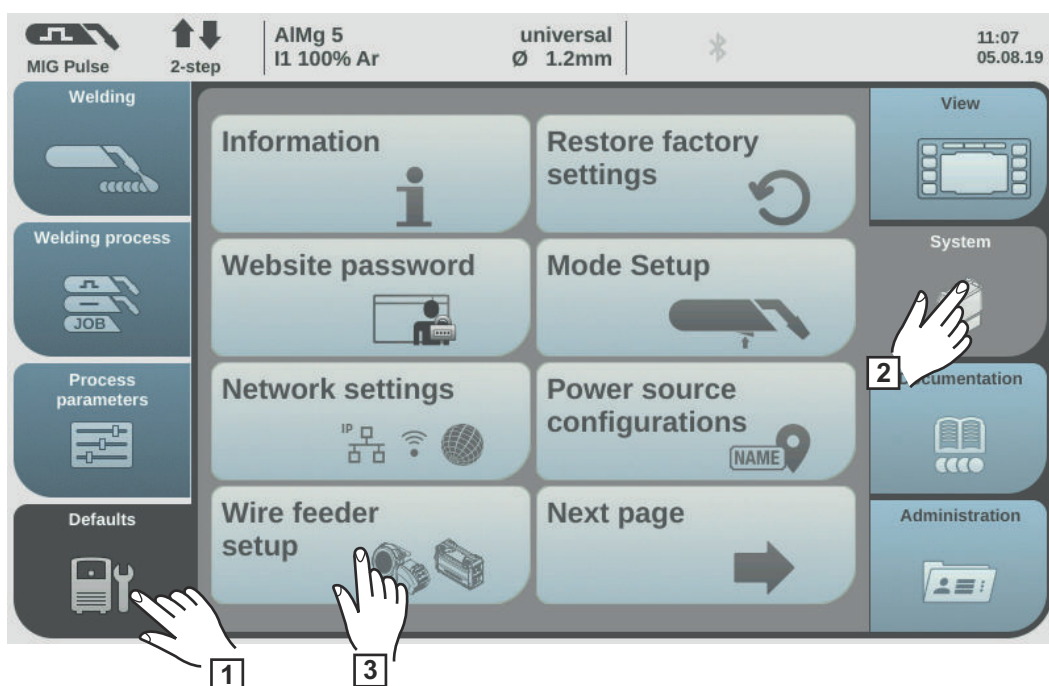 MIG Pulse
2-step
AlMg 5
I1 100% Ar
universal
Ø 1.2mm
11:07
05.08.19
Welding
Welding process
JOB
Process
parameters
Defaults
Information
Restore factory
settings
Website password
Mode Setup
Network settings
IP
Power source
configurations
NAME
Wire feeder
setup
Next page
View
System
Documentation
Administration
1
2
3